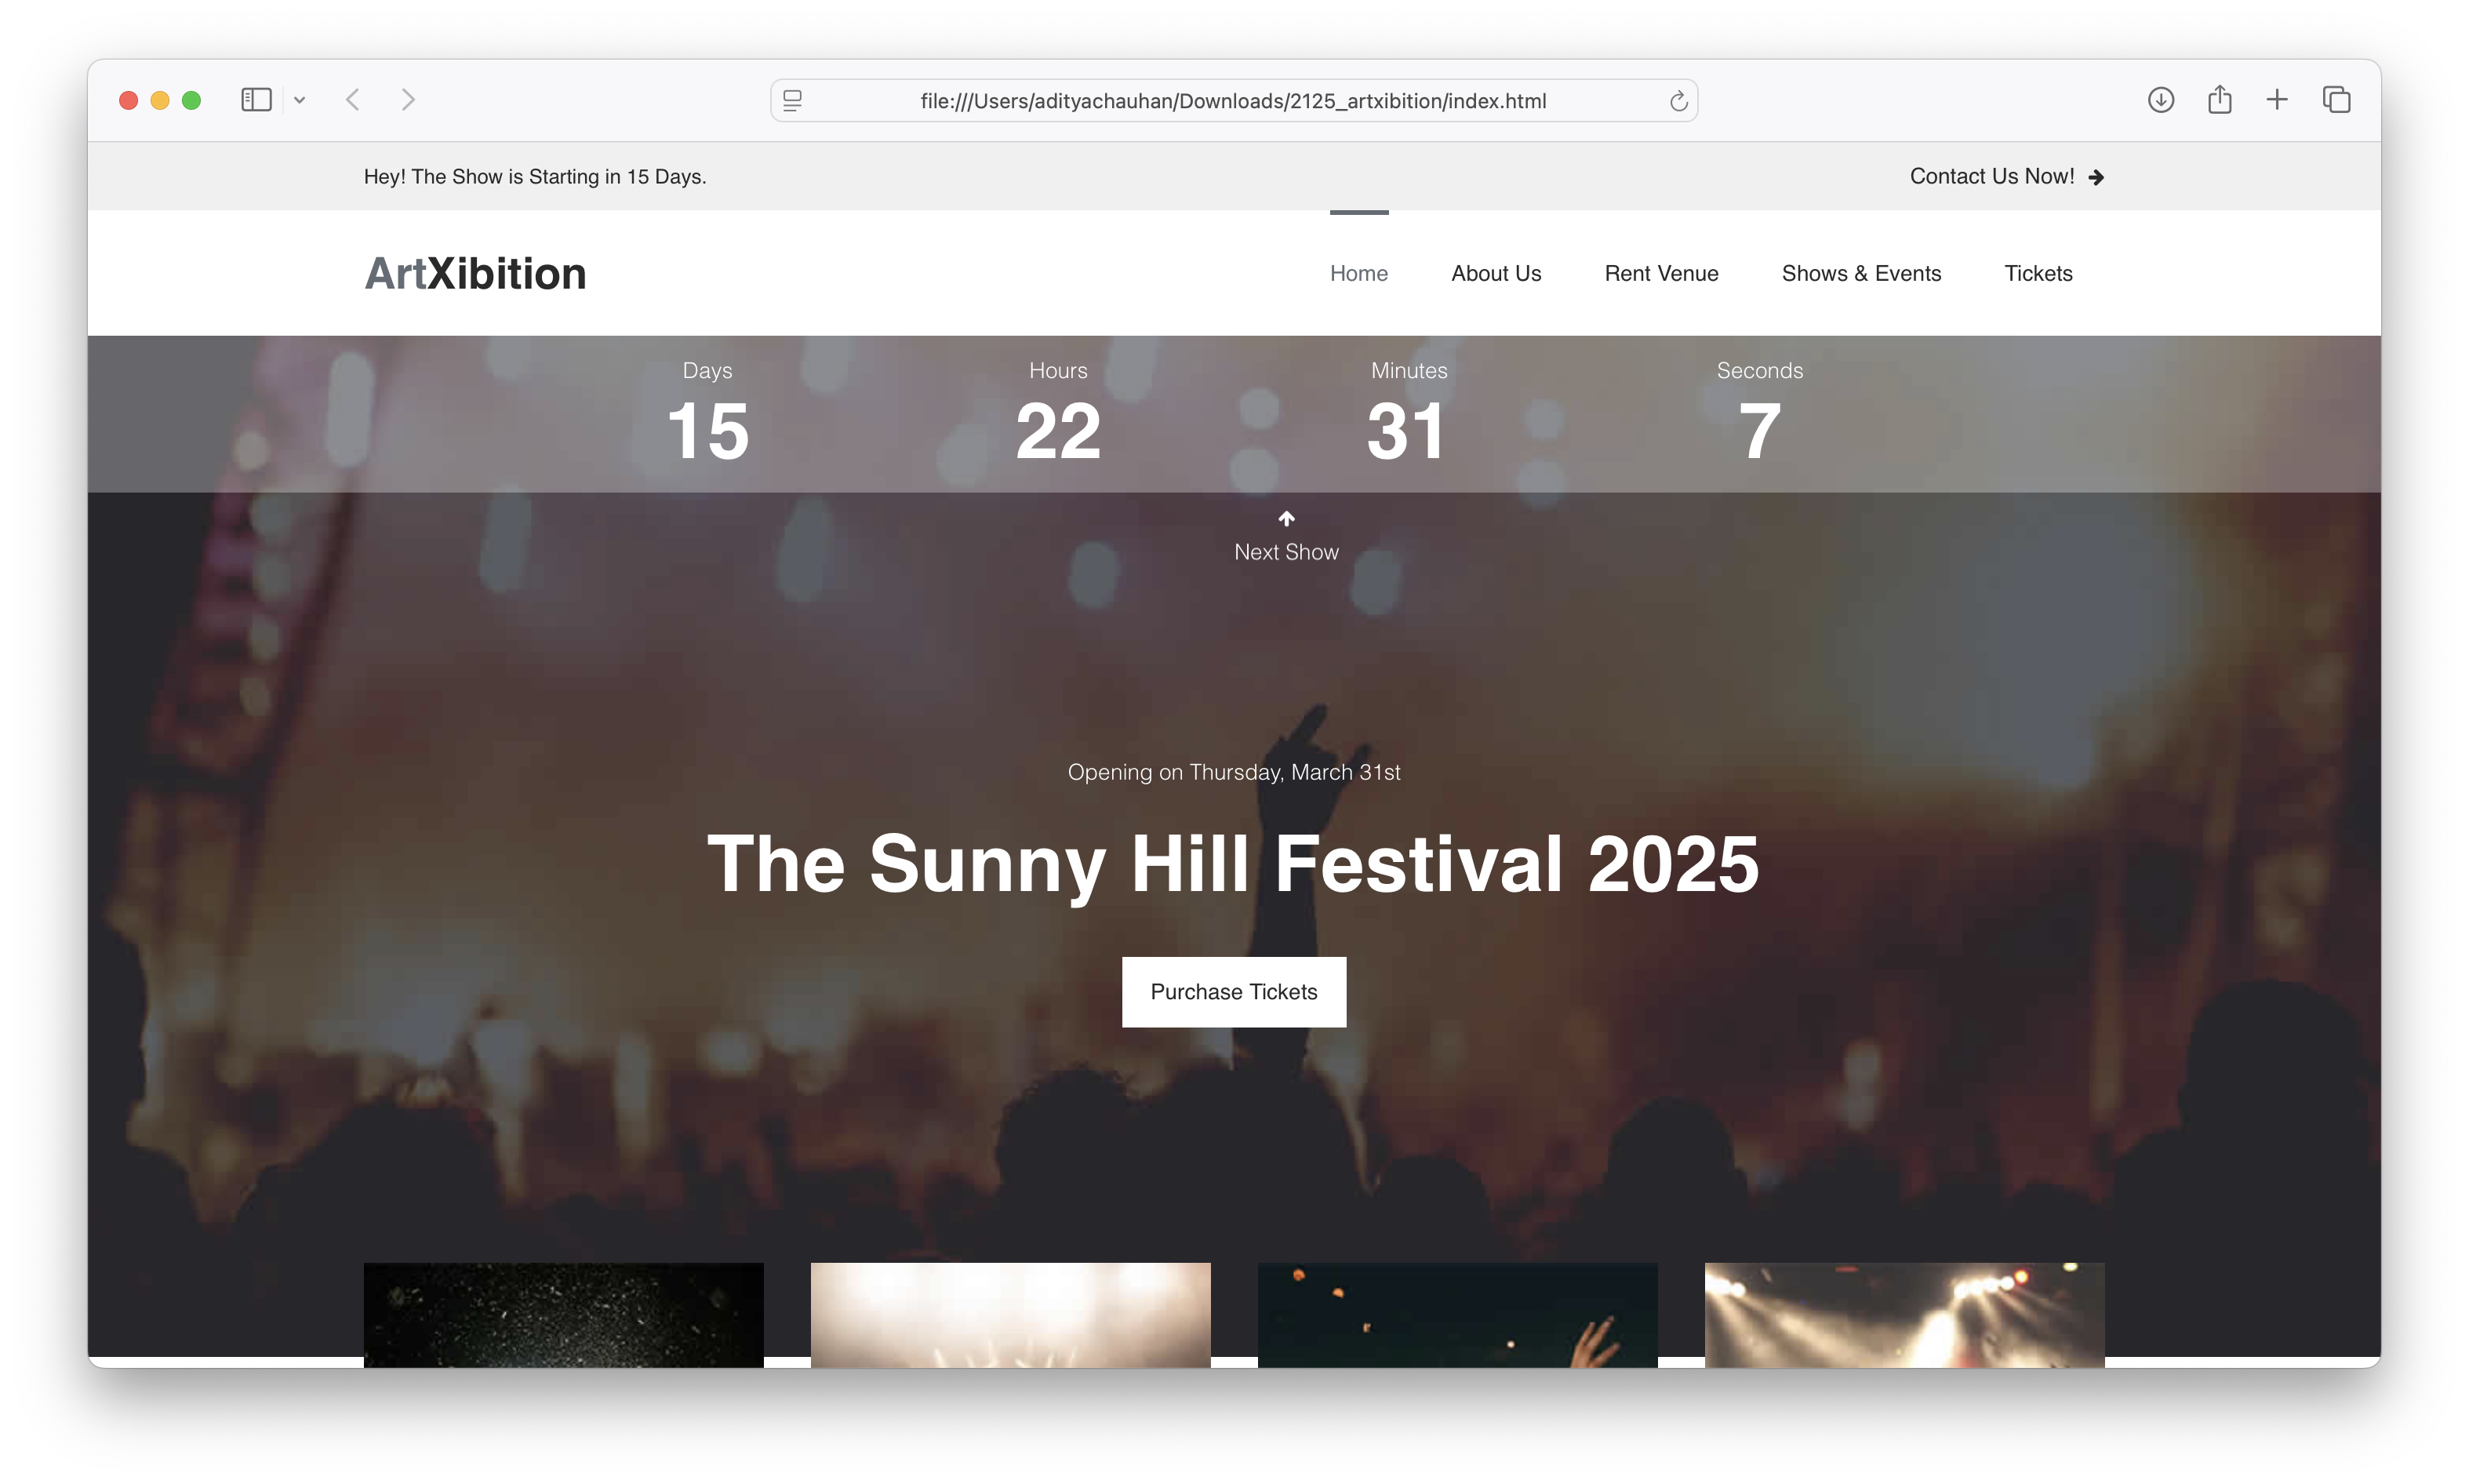 file:///Users/adityachauhan/Downloads/2125_artxibition/index.html
Hey! The Show is Starting in 15 Days.
Contact Us Now!
ArtXibition
Home About Us Rent Venue Shows & Events Tickets
Days Hours Minutes Seconds
15 22 31 7
Next Show
Opening on Thursday, March 31st
The Sunny Hill Festival 2025
Purchase Tickets